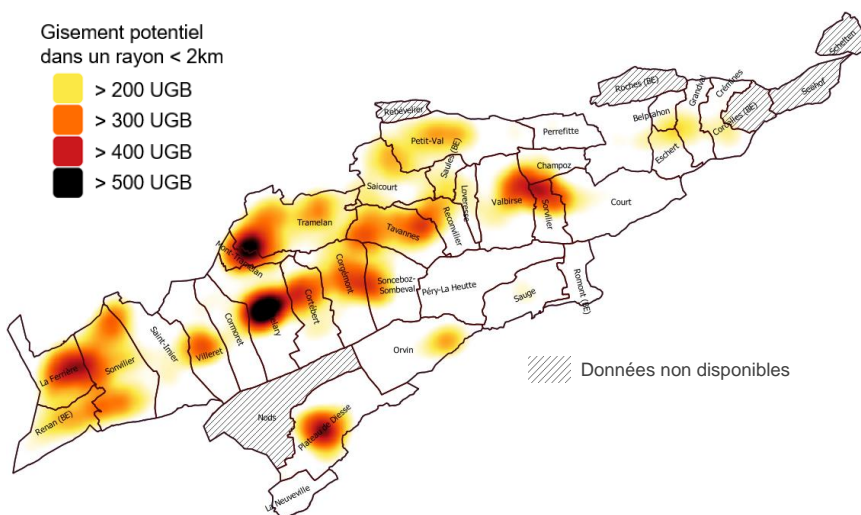 Gisement potentiel
dans un rayon < 2km
> 200 UGB
> 300 UGB
> 400 UGB
> 500 UGB
Schelten
Seehof
Roches (BE)
Grandval
Crémines
Corcelles (BE)
Belprahon
Eschert
Rebévelier
Petit-Val
Perrefitte
Saules (BE)
Champoz
Saicourt
Loveresse
Valbirse
Sorvilier
Court
Tramelan
Tavannes
Reconvilier
Mont-Tramelan
Corgémont
Sonceboz-
Sombeval
Péry-La Heutte
Sauge
Romont (BE)
Cortébert
Cormoret
Saint-Imier
Villeret
Orvin
La Ferrière
Sonvilier
Renan (BE)
Nods
Plateau de Diesse
La Neuveville
Données non disponibles